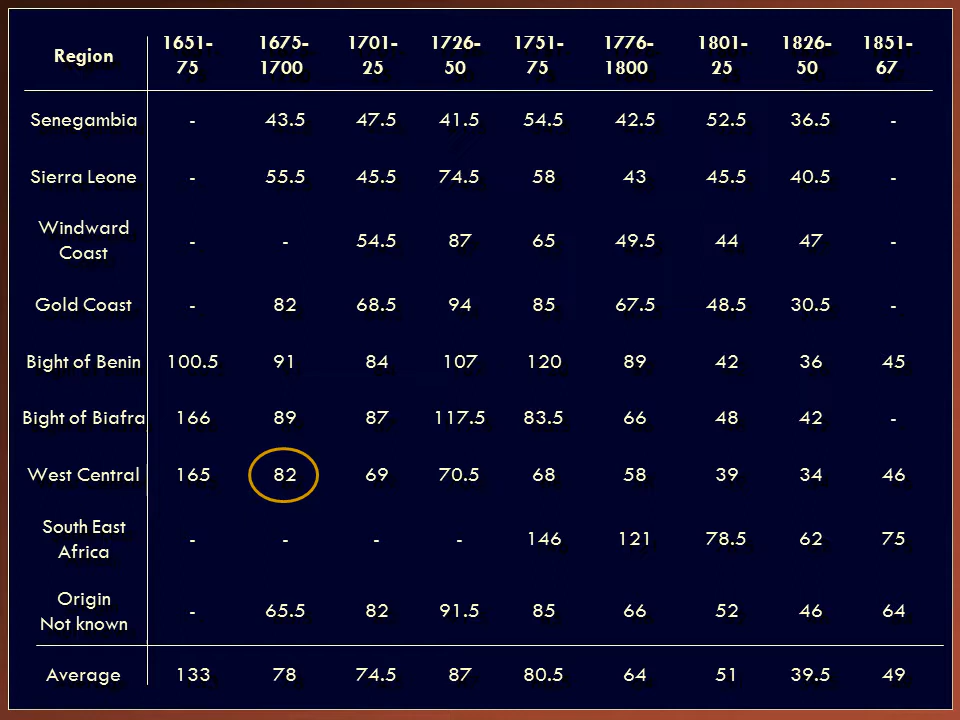 Region 1651-75 1675-1700 1701-25 1726-50 1751-75 1776-1800 1801-25 1826-50 1851-67
Senegambia - 43.5 47.5 41.5 54.5 42.5 52.5 36.5 -
Sierra Leone - 55.5 45.5 74.5 58 43 45.5 40.5 -
Windward Coast - - 54.5 87 65 49.5 44 47 -
Gold Coast - 82 68.5 94 85 67.5 48.5 30.5 -
Bight of Benin 100.5 91 84 107 120 89 42 36 45
Bight of Biafra 166 89 87 117.5 83.5 66 48 42 -
West Central 165 82 69 70.5 68 58 39 34 46
South East Africa - - - - 146 121 78.5 62 75
Origin Not known - 65.5 82 91.5 85 66 52 46 64
Average 133 78 74.5 87 80.5 64 51 39.5 49